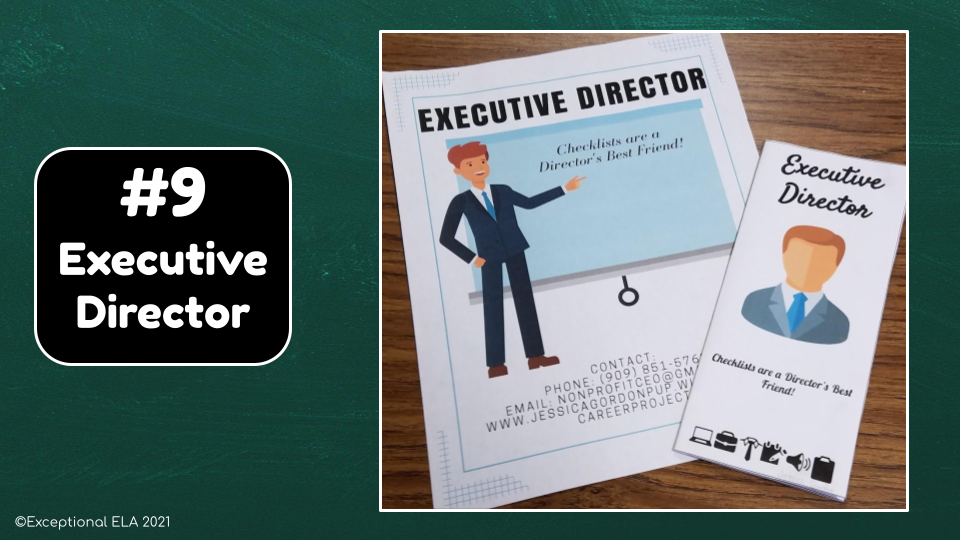 #9
Executive
Director
EXECUTIVE DIRECTOR
Checklists are a
Director's Best Friend!
CONTACT:
PHONE: (909) 851-576
EMAIL: NONPROFITCEO@GM
WWW.JESSICAGORDONPUP.WI
CAREERPROJECT
Executive
Director
Checklists are a Director's Best
Friend!
©Exceptional ELA 2021